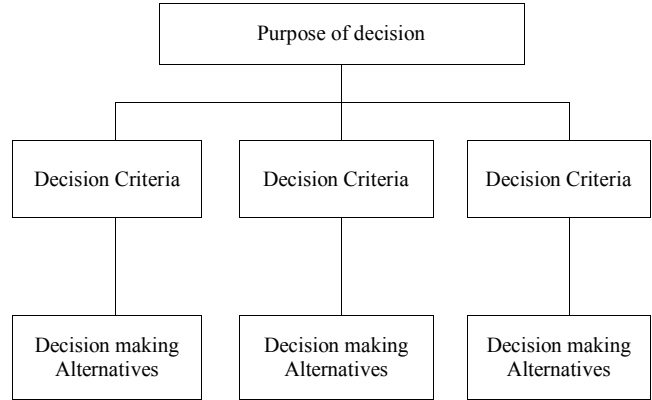 Purpose of decision
Decision Criteria
Decision Criteria
Decision Criteria
Decision making
Alternatives
Decision making
Alternatives
Decision making
Alternatives